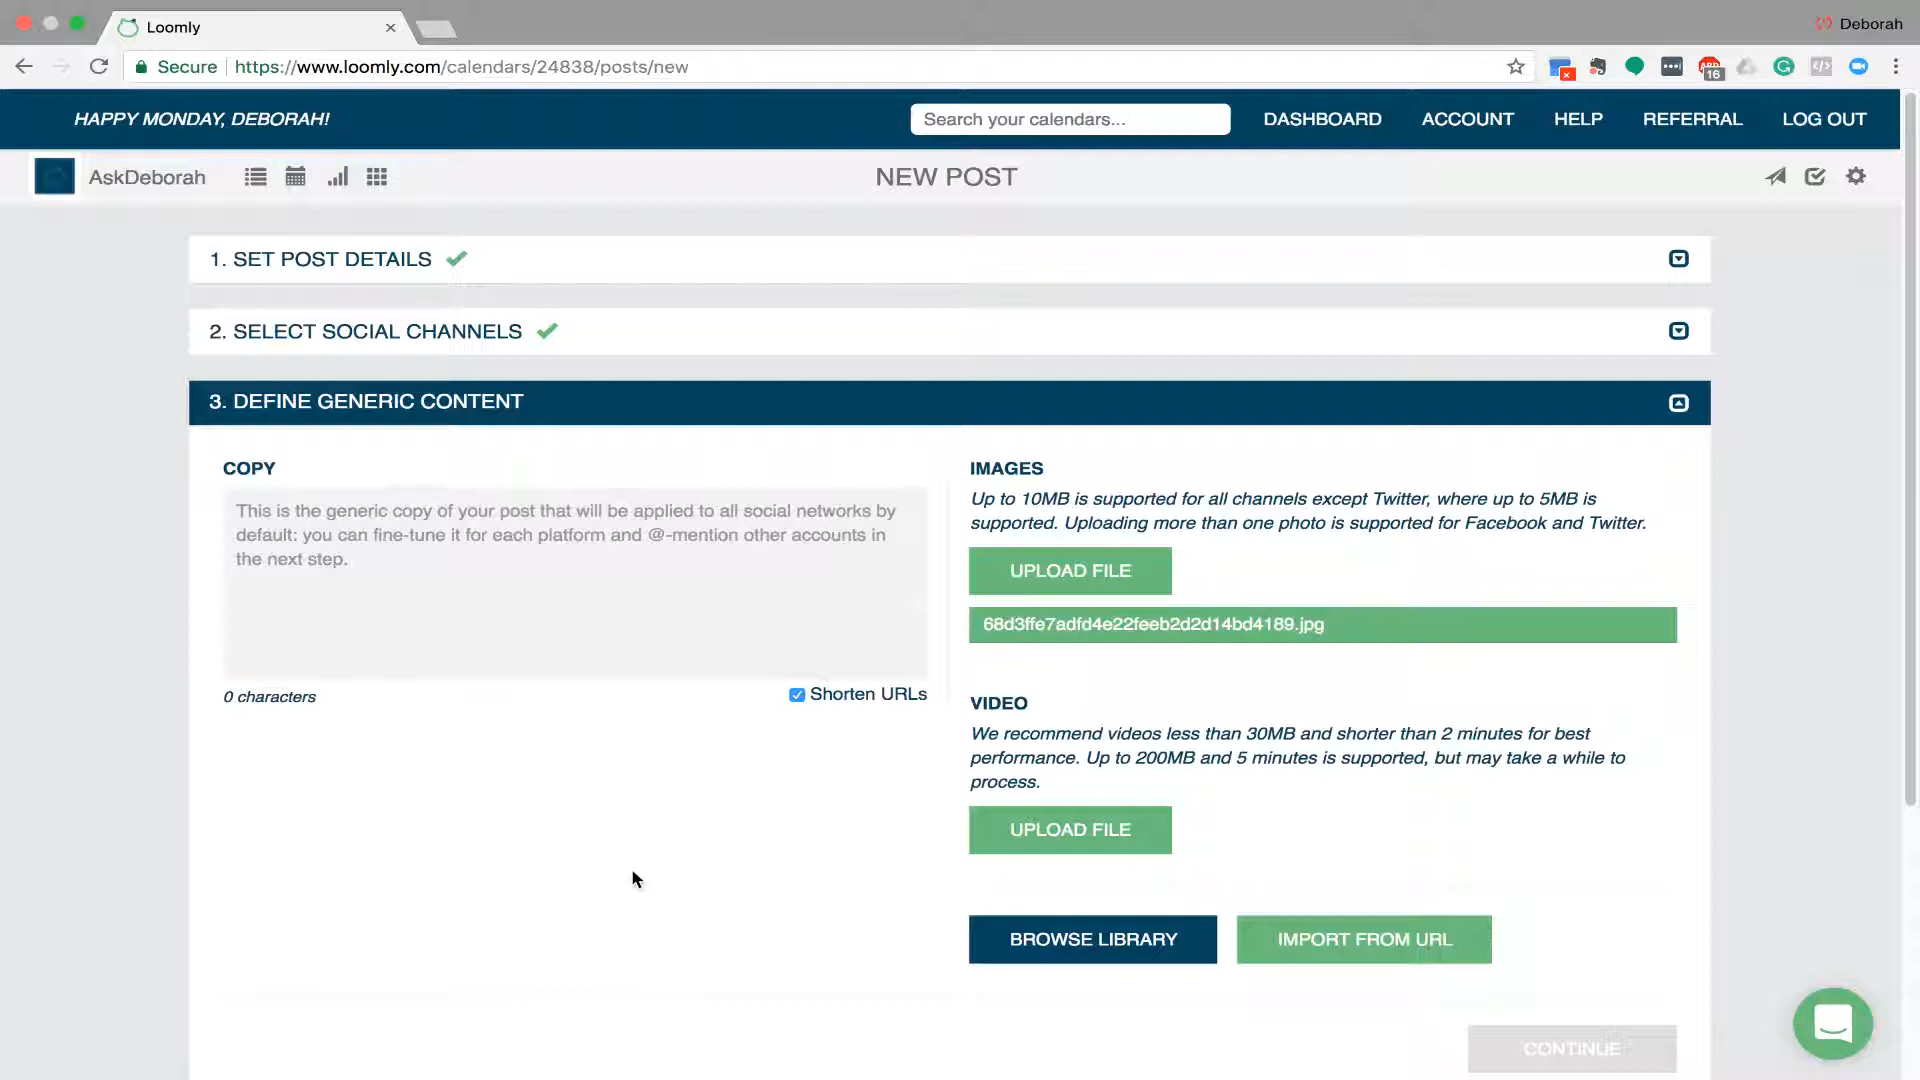 Loomly
Deborah
Secure
https://www.loomly.com/calendars/24838/posts/new
16
HAPPY MONDAY, DEBORAH!
Search your calendars...
DASHBOARD
ACCOUNT
HELP
REFERRAL
LOG OUT
AskDeborah
NEW POST
1. SET POST DETAILS
2. SELECT SOCIAL CHANNELS
3. DEFINE GENERIC CONTENT
COPY
This is the generic copy of your post that will be applied to all social networks by
default: you can fine-tune it for each platform and @-mention other accounts in
the next step.
0 characters
Shorten URLs
IMAGES
Up to 10MB is supported for all channels except Twitter, where up to 5MB is
supported. Uploading more than one photo is supported for Facebook and Twitter.
UPLOAD FILE
68d3ffe7adfd4e22feeb2d2d14bd4189.jpg
VIDEO
We recommend videos less than 30MB and shorter than 2 minutes for best
performance. Up to 200MB and 5 minutes is supported, but may take a while to
process.
UPLOAD FILE
BROWSE LIBRARY
IMPORT FROM URL
CONTINUE